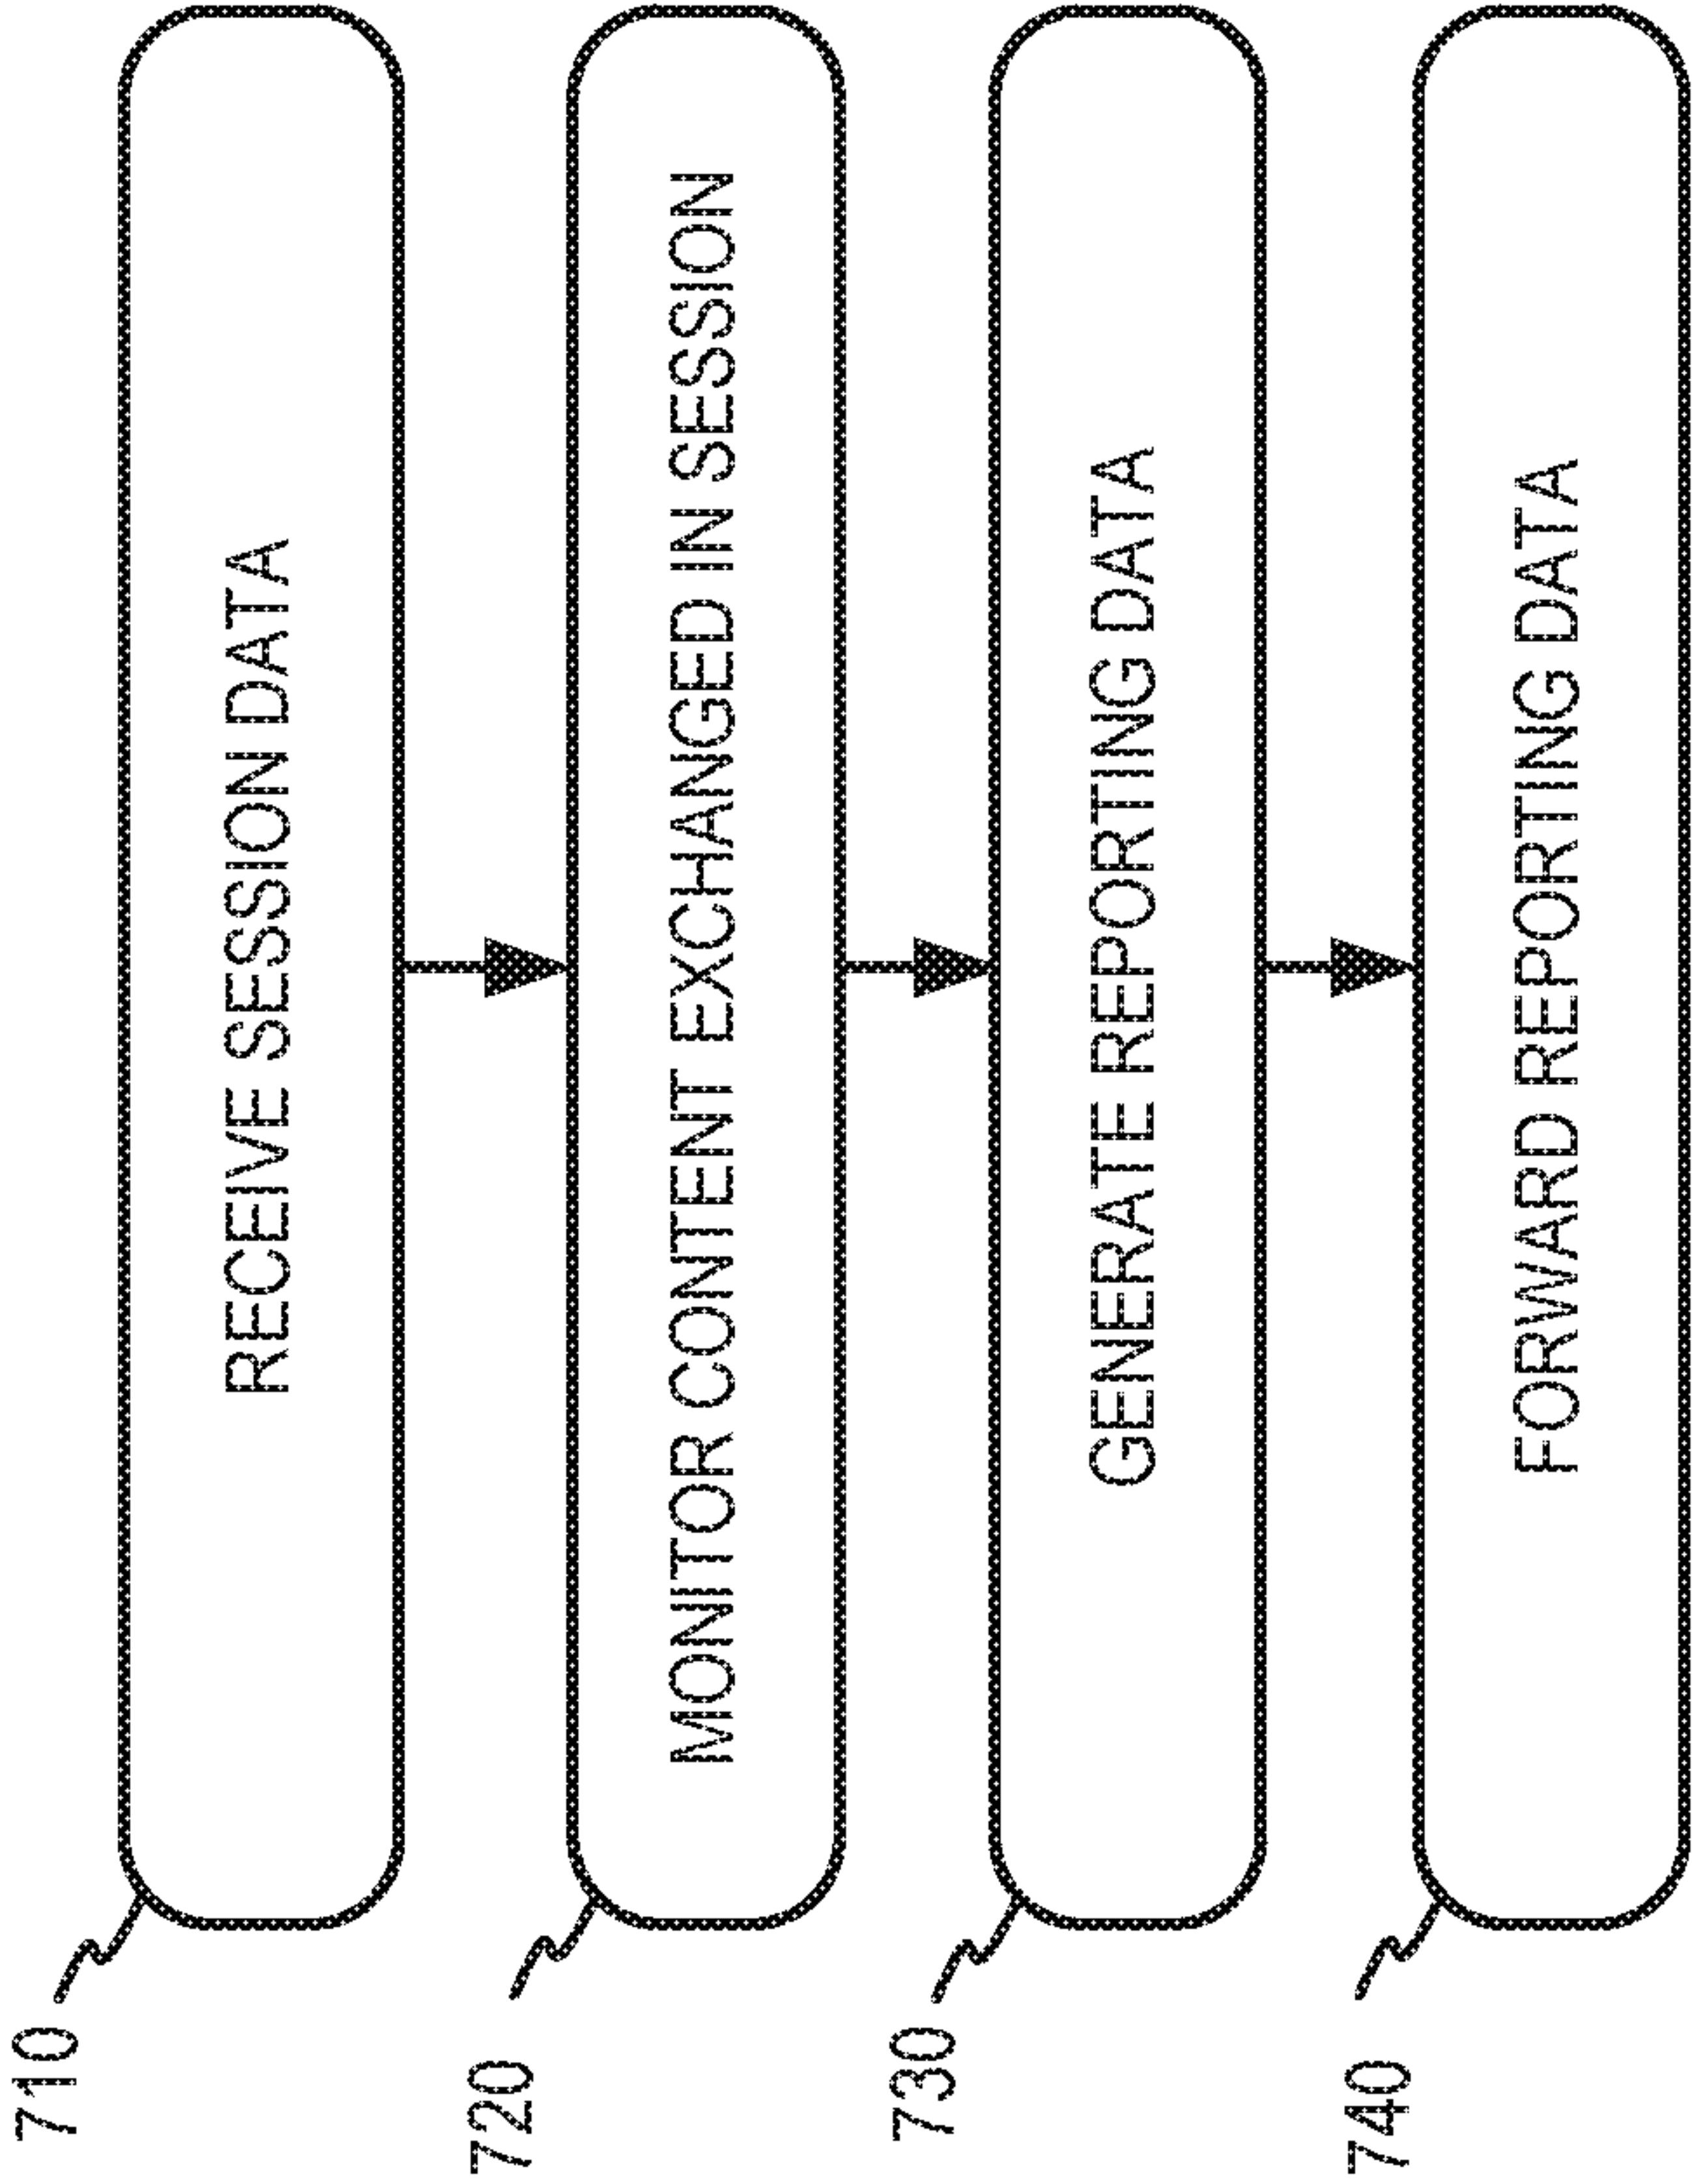 710
RECEIVE SESSION DATA
720
MONITOR CONTENT EXCHANGED IN SESSION
730
GENERATE REPORTING DATA
740
FORWARD REPORTING DATA